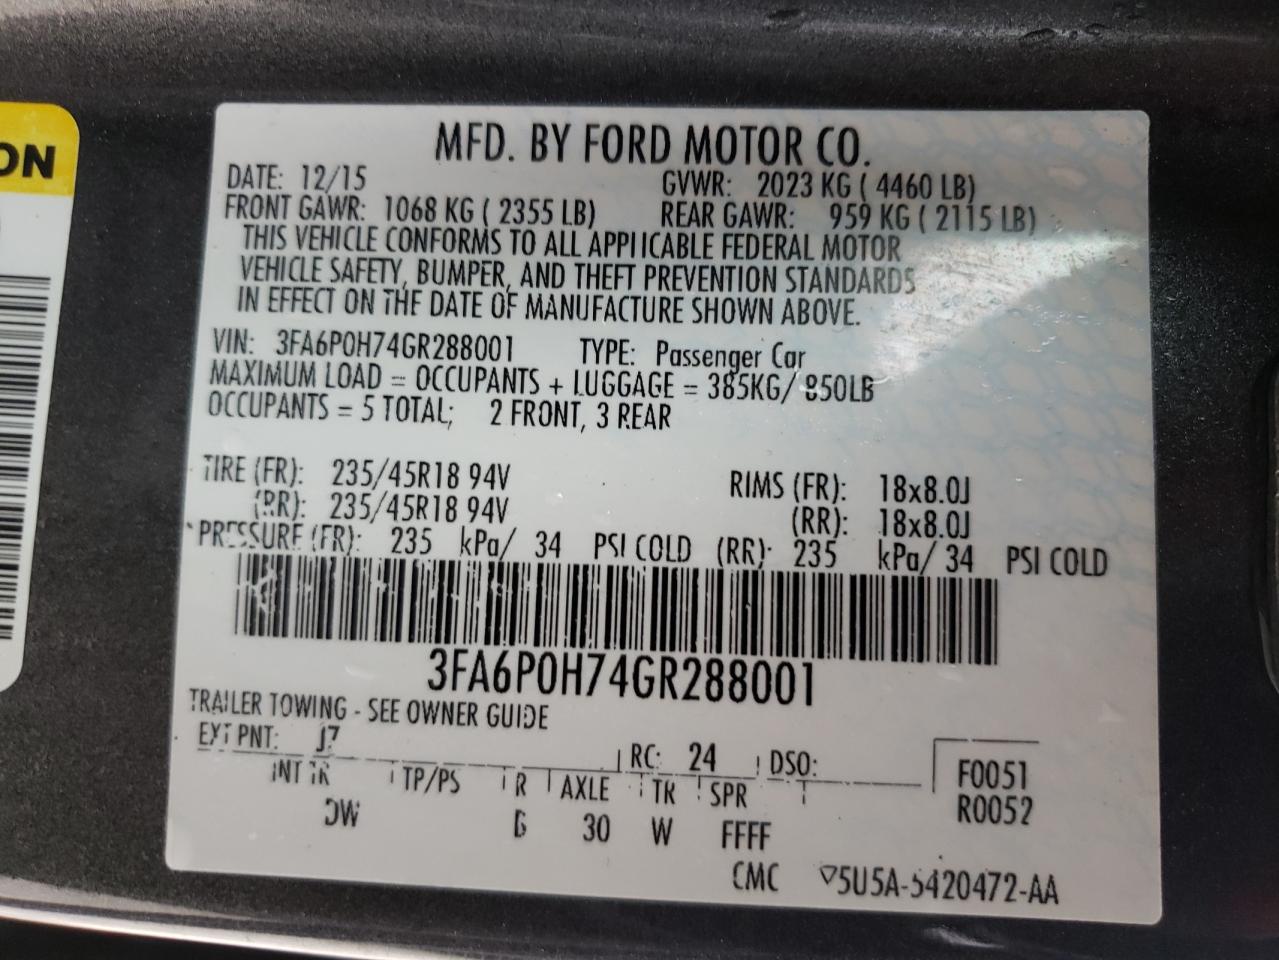 ON
MFD. BY FORD MOTOR CO.
DATE: 12/15 GVWR: 2023 KG ( 4460 LB)
FRONT GAWR: 1068 KG ( 2355 LB) REAR GAWR: 959 KG ( 2115 LB)
THIS VEHICLE CONFORMS TO ALL APPLICABLE FEDERAL MOTOR
VEHICLE SAFETY, BUMPER, AND THEFT PREVENTION STANDARDS
IN EFFECT ON THE DATE OF MANUFACTURE SHOWN ABOVE.
VIN: 3FA6P0H74GR288001 TYPE: Passenger Car
MAXIMUM LOAD = OCCUPANTS + LUGGAGE = 385KG/ 850LB
OCCUPANTS = 5 TOTAL; 2 FRONT, 3 REAR
TIRE (FR): 235/45R18 94V RIMS (FR): 18x8.0J
(RR): 235/45R18 94V (RR): 18x8.0J
PRESSURE (FR): 235 kPa/ 34 PSI COLD (RR): 235 kPa/ 34 PSI COLD
3FA6P0H74GR288001
TRAILER TOWING - SEE OWNER GUIDE
EXT PNT: J7 RC: 24 DSO: F0051
INT TR TP/PS R AXLE TR SPR R0052
DW 30 W FFFF
CMC ▽5U5A-5420472-AA